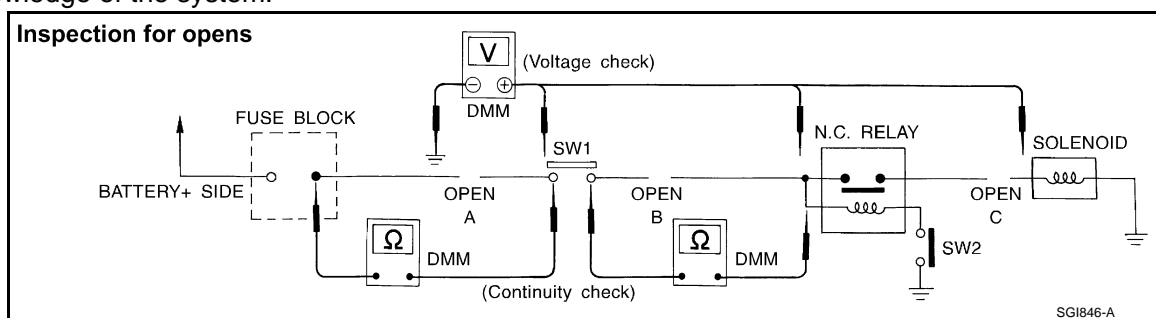 wledge of the system.
Inspection for opens
V
(Voltage check)
DMM
FUSE BLOCK
SW1
N.C. RELAY
SOLENOID
BATTERY+ SIDE
OPEN
A
OPEN
B
OPEN
C
Ω
DMM
Ω
DMM
SW2
(Continuity check)
SGI846-A